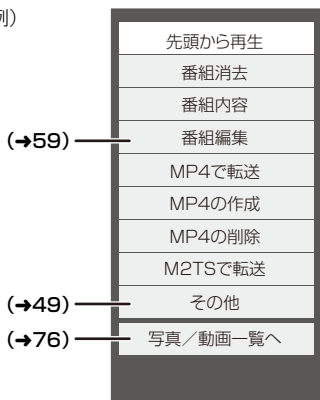 例)
先頭から再生
番組消去
番組内容
(➔59) 番組編集
MP4で転送
MP4の作成
MP4の削除
M2TSで転送
(➔49) その他
(➔76) 写真／動画一覧へ